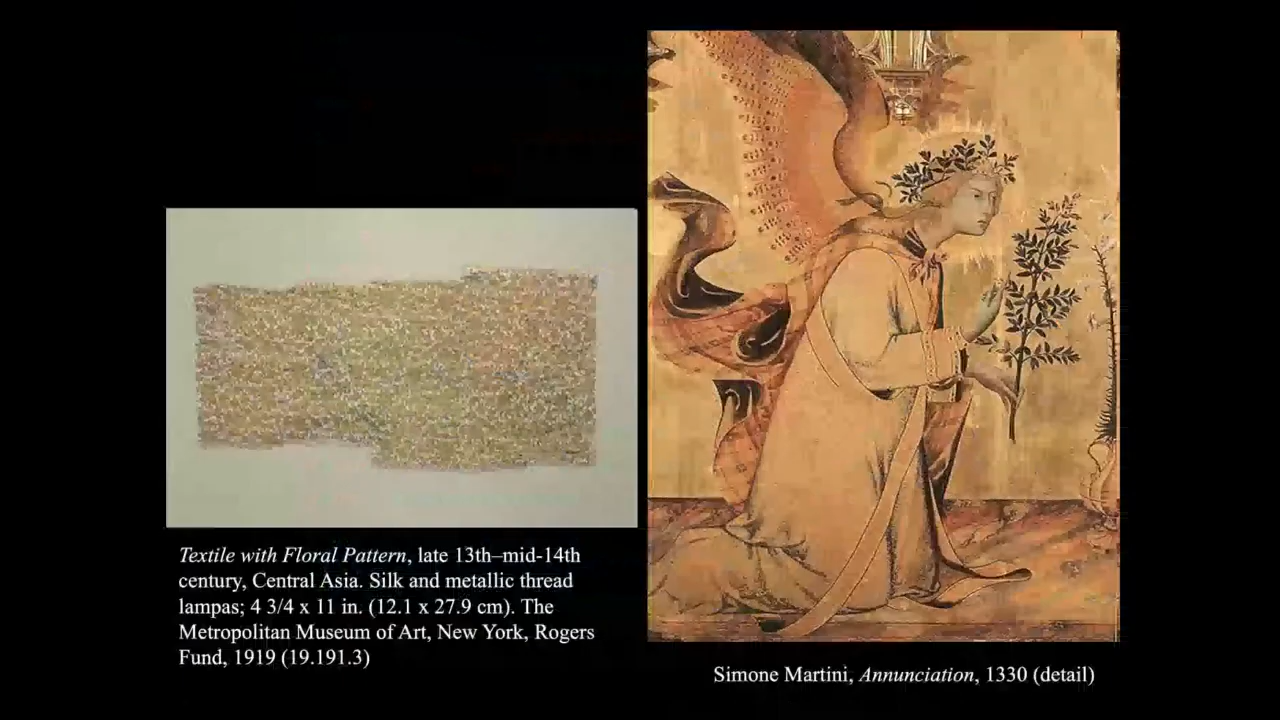 Textile with Floral Pattern, late 13th–mid-14th
century, Central Asia. Silk and metallic thread
lampas; 4 3/4 x 11 in. (12.1 x 27.9 cm). The
Metropolitan Museum of Art, New York, Rogers
Fund, 1919 (19.191.3)
Simone Martini, Annunciation, 1330 (detail)